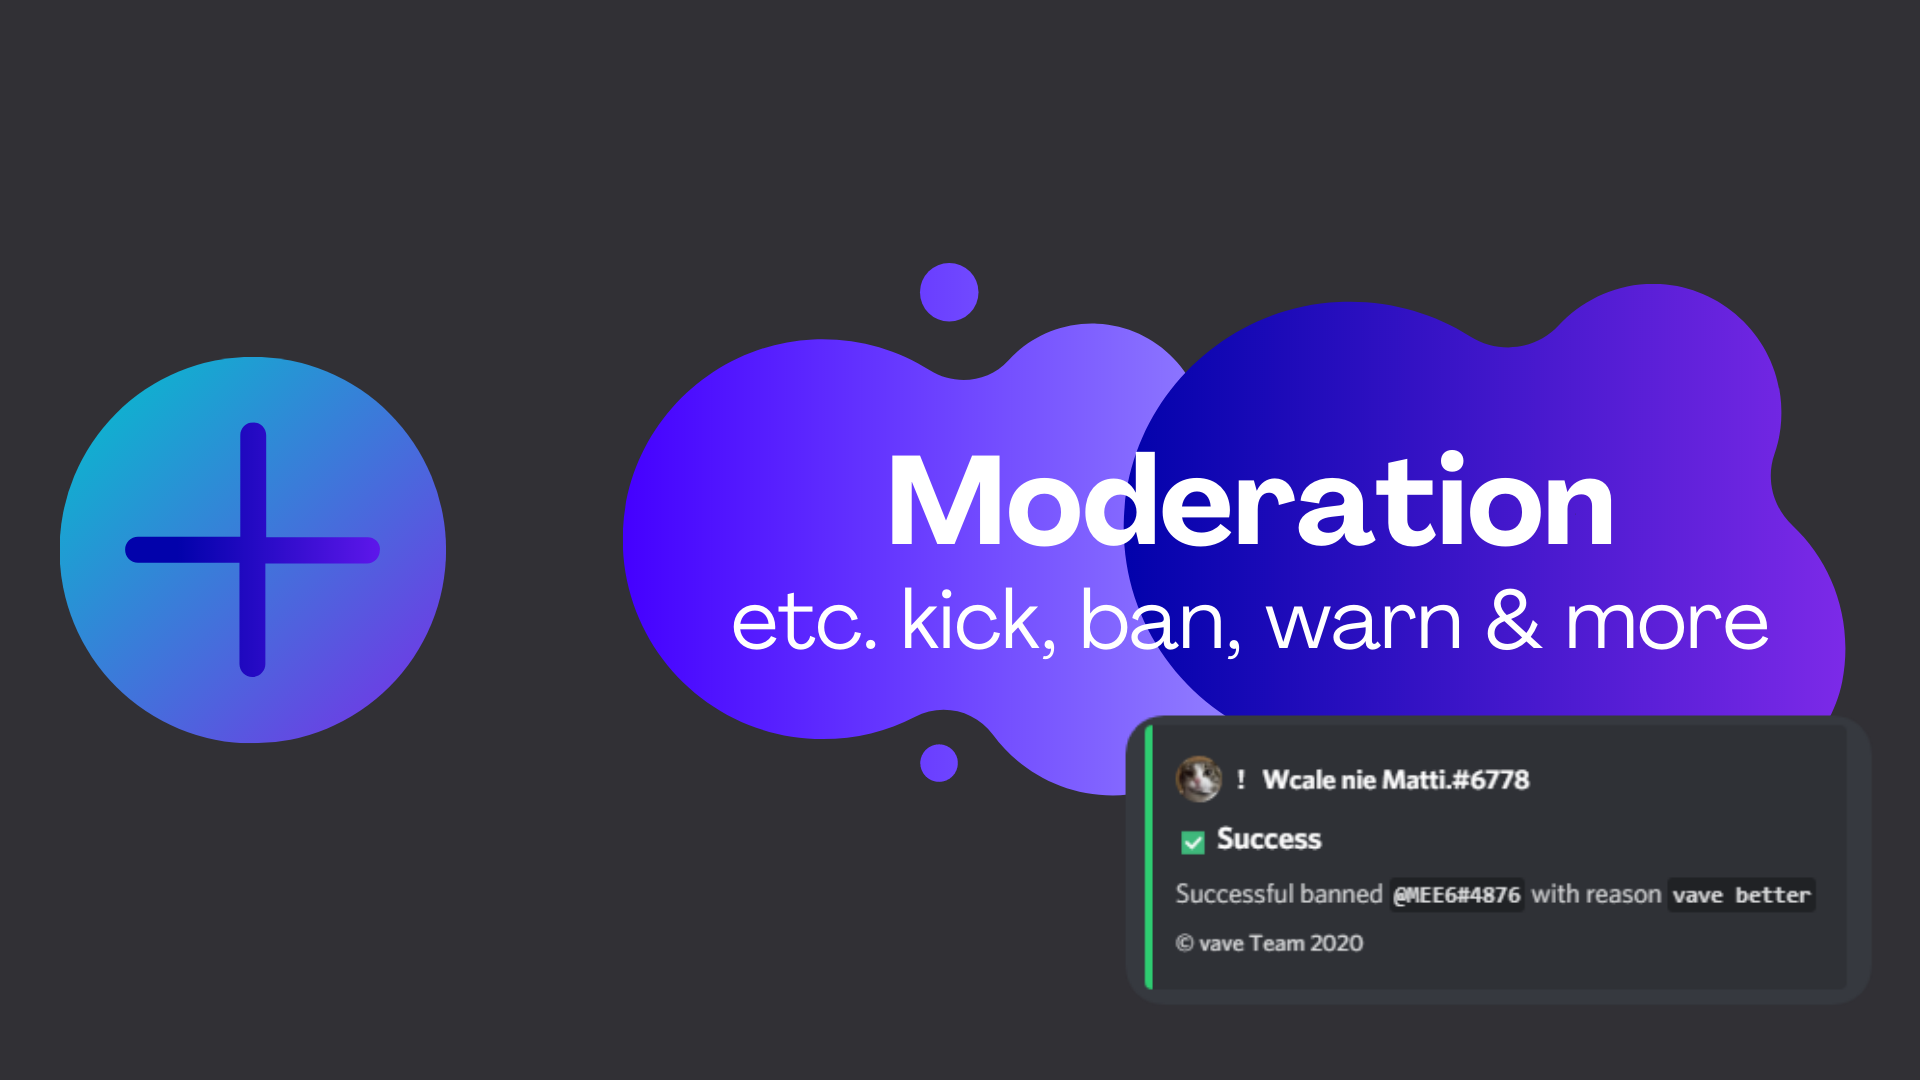 Moderation
etc. kick, ban, warn & more
! Wcale nie Matti.#6778
✅ Success
Successful banned @MEE6#4876 with reason vave better
© vave Team 2020